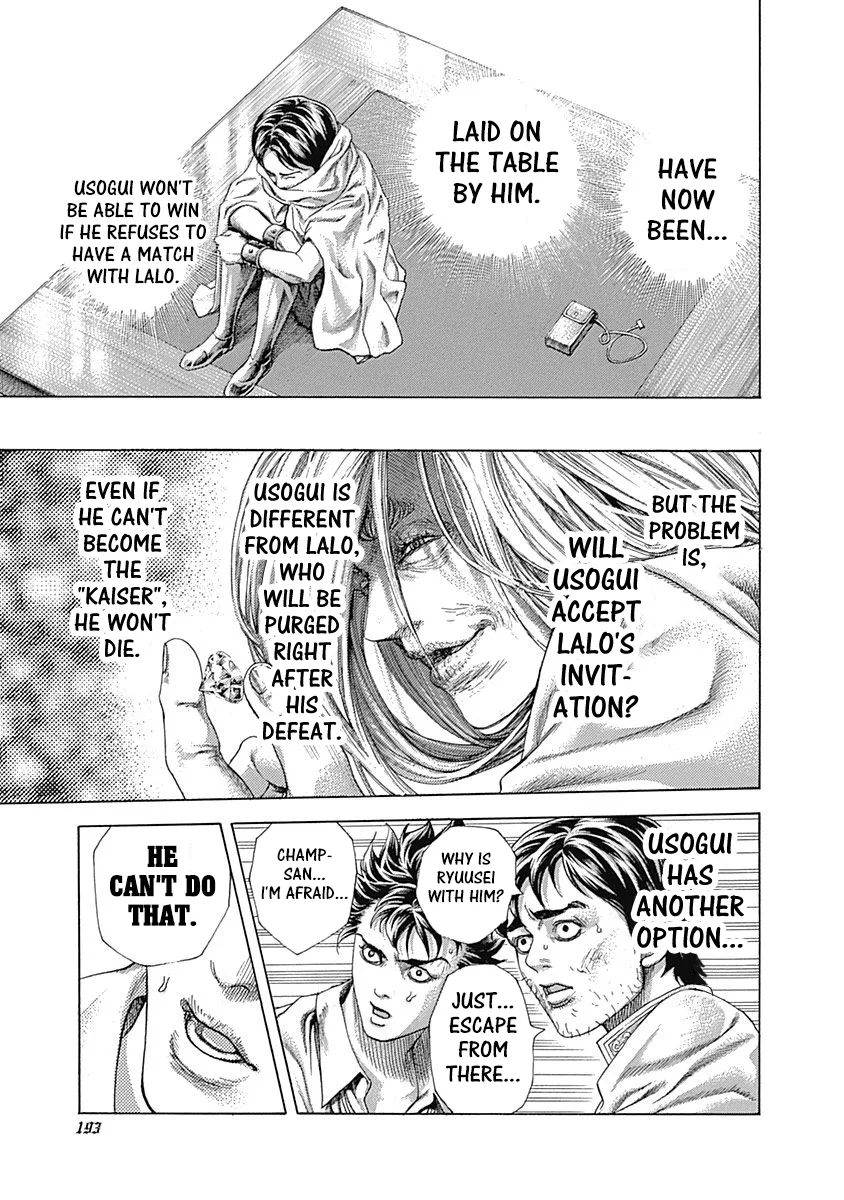 HAVE
NOW
BEEN...
LAID ON
THE TABLE
BY HIM.
USOGUI WON'T
BE ABLE TO WIN
IF HE REFUSES TO
HAVE A MATCH
WITH LALO.
BUT THE
PROBLEM
IS,
WILL
USOGUI
ACCEPT
LALO'S
INVIT-
ATION?
USOGUI IS
DIFFERENT
FROM LALO,
WHO
WILL BE
PURGED
RIGHT
AFTER
HIS
DEFEAT.
EVEN IF
HE CAN'T
BECOME
THE
"KAISER",
HE WON'T
DIE.
USOGUI
HAS
ANOTHER
OPTION...
WHY IS
RYUUSEI
WITH HIM?
JUST...
ESCAPE
FROM
THERE...
CHAMP-
SAN...
I'M AFRAID...
HE
CAN'T DO
THAT.
193